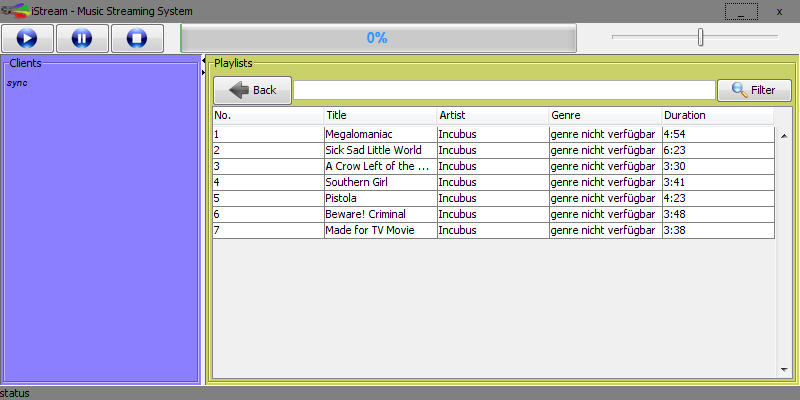 iStream - Music Streaming System
_ x
0%
Clients
sync
Playlists
Back
Filter
No. Title Artist Genre Duration
1 Megalomaniac Incubus genre nicht verfügbar 4:54
2 Sick Sad Little World Incubus genre nicht verfügbar 6:23
3 A Crow Left of the ... Incubus genre nicht verfügbar 3:30
4 Southern Girl Incubus genre nicht verfügbar 3:41
5 Pistola Incubus genre nicht verfügbar 4:23
6 Beware! Criminal Incubus genre nicht verfügbar 3:48
7 Made for TV Movie Incubus genre nicht verfügbar 3:38
status